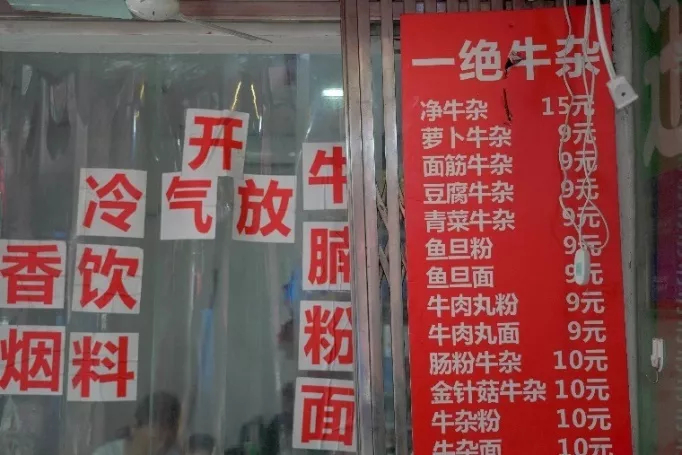 冷气开放
香烟
饮料
牛腩粉面
一绝牛杂
净牛杂 15元
萝卜牛杂 9元
面筋牛杂 9元
豆腐牛杂 9元
青菜牛杂 9元
鱼旦粉 9元
鱼旦面 9元
牛肉丸粉 9元
牛肉丸面 9元
肠粉牛杂 10元
金针菇牛杂 10元
牛杂粉 10元
牛杂面 10元